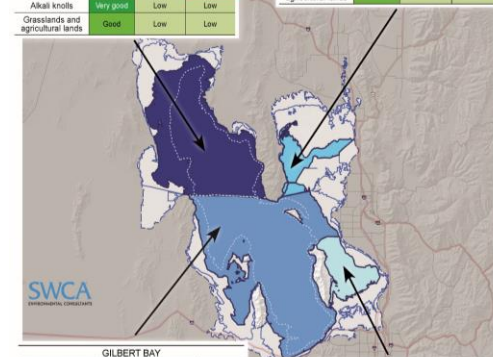 Alkali knolls Very good Low Low
Grasslands and
agricultural lands Good Low Low
SWCA
ENVIRONMENTAL CONSULTANTS
GILBERT BAY